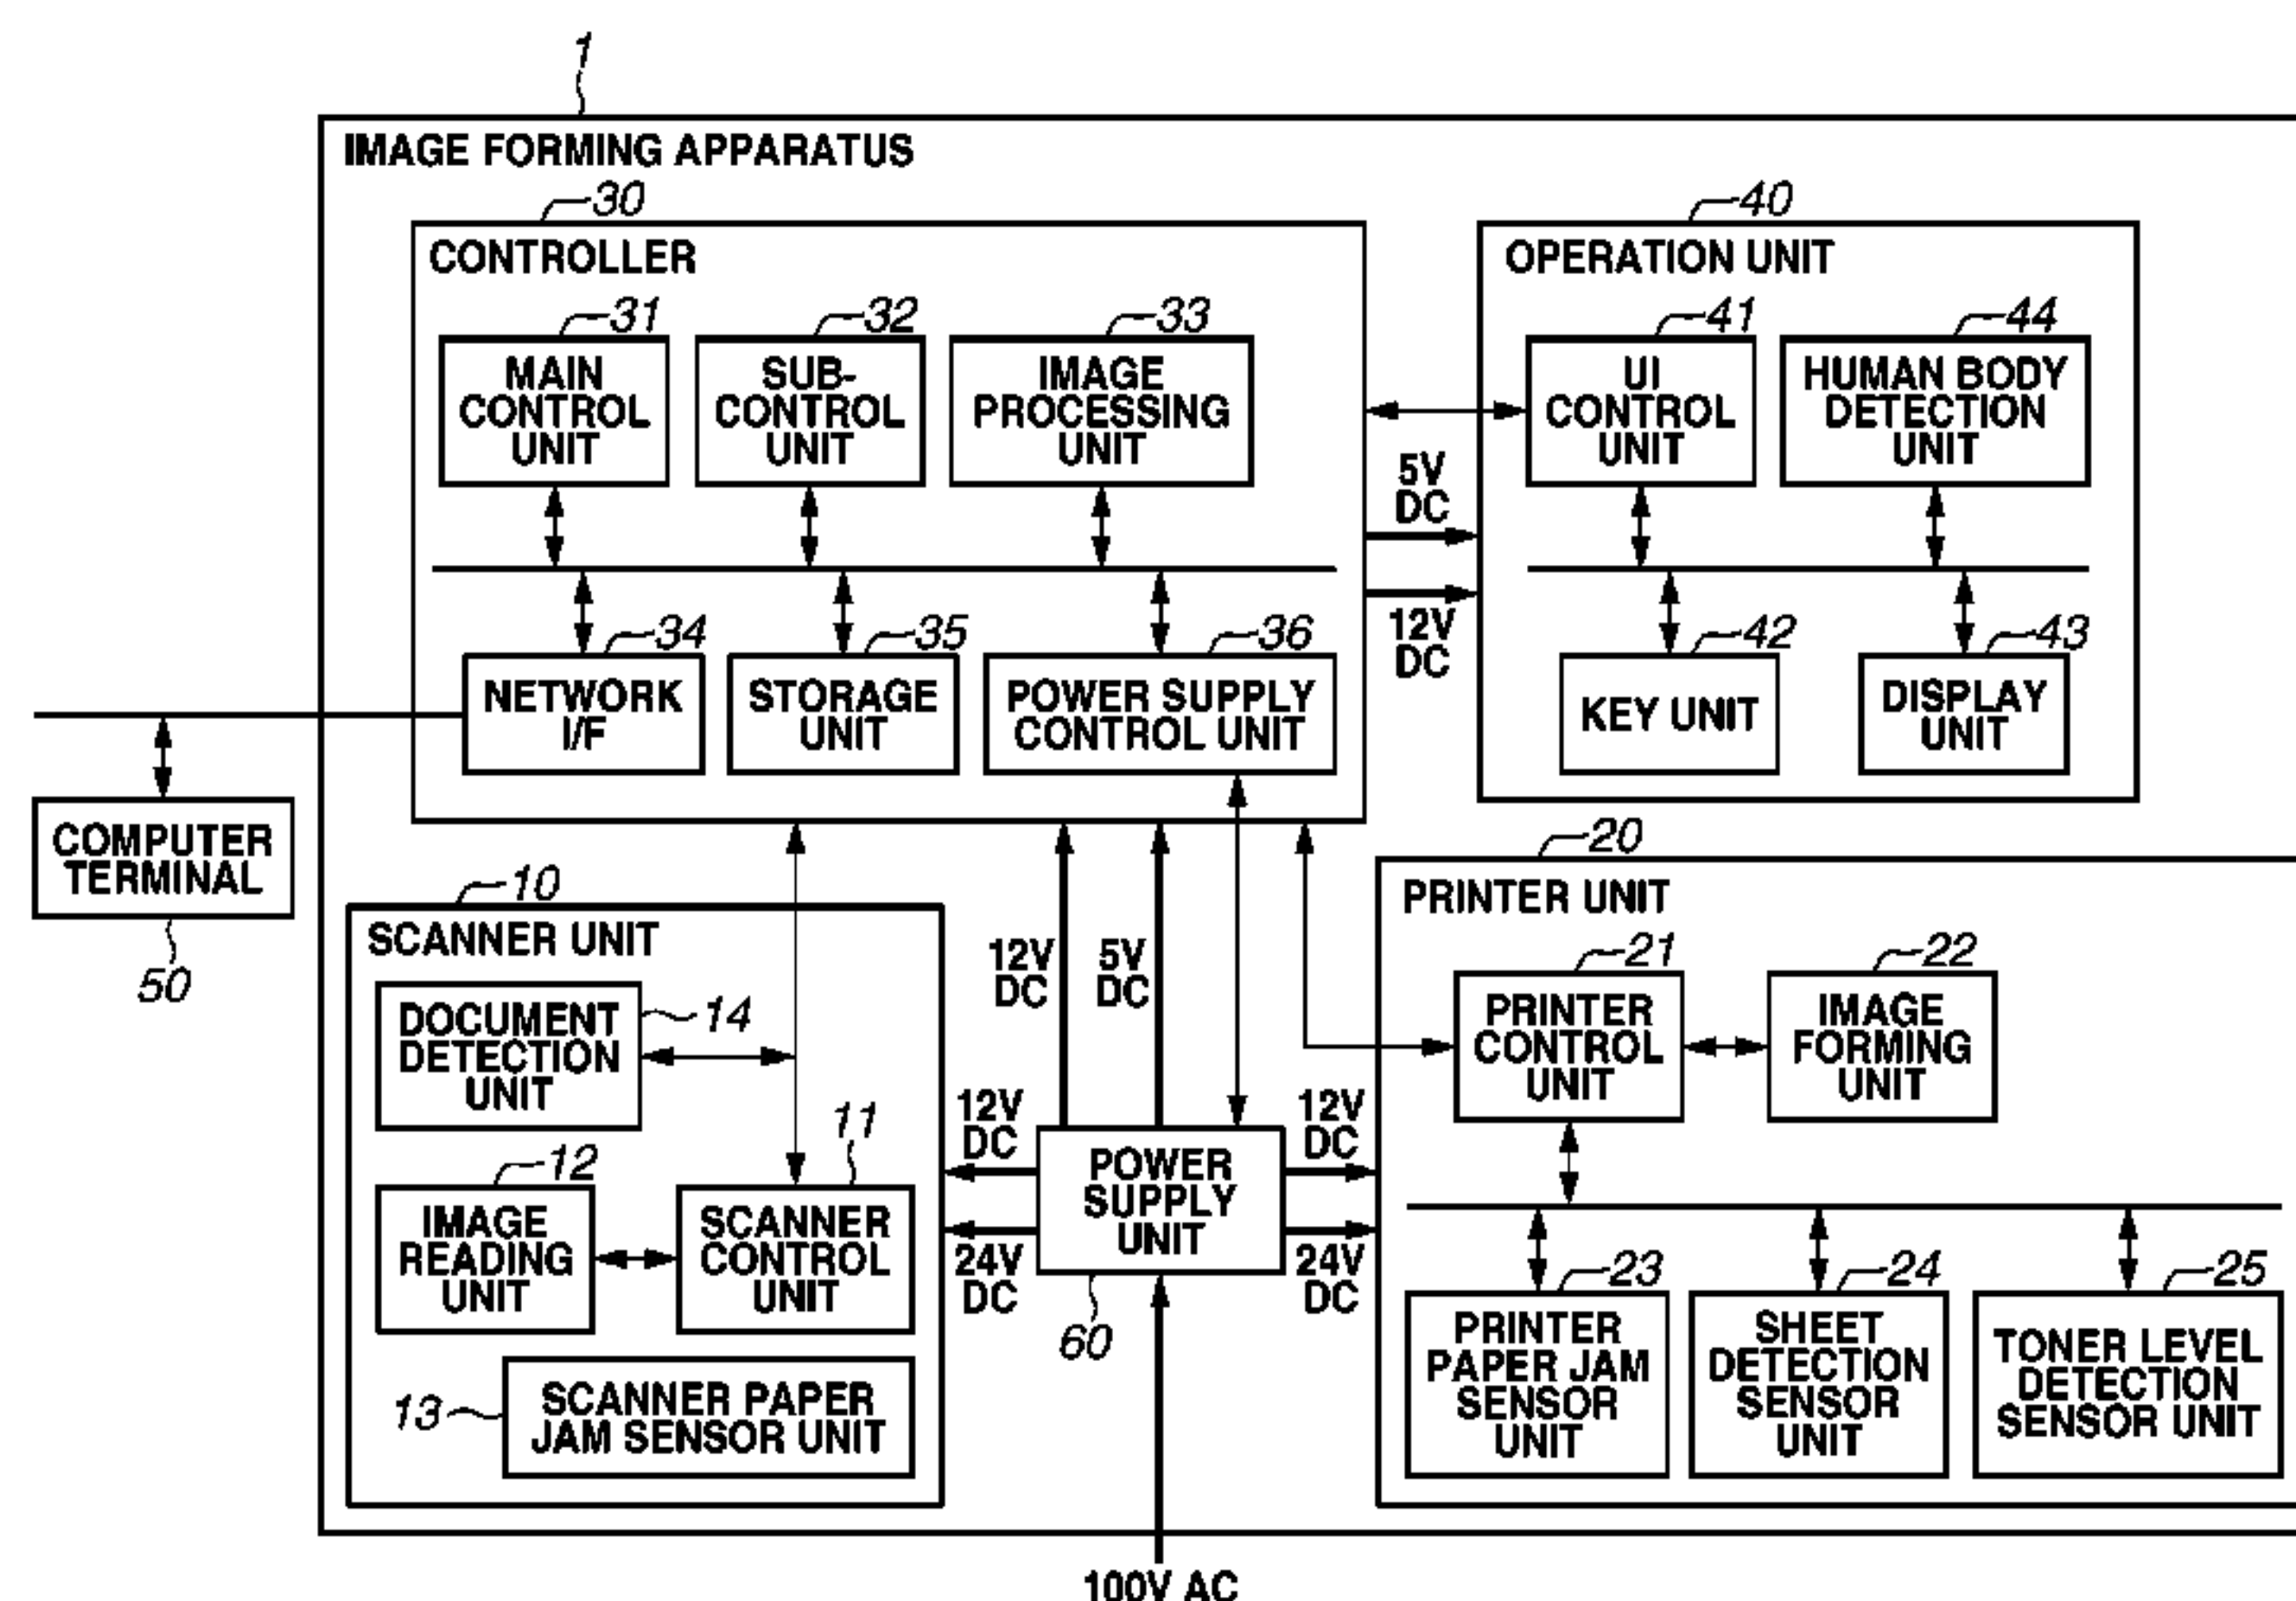 1
IMAGE FORMING APPARATUS
30
CONTROLLER
31
MAIN
CONTROL
UNIT
32
SUB-
CONTROL
UNIT
33
IMAGE
PROCESSING
UNIT
34
NETWORK
I/F
35
STORAGE
UNIT
36
POWER SUPPLY
CONTROL UNIT
5V
DC
12V
DC
40
OPERATION UNIT
41
UI
CONTROL
UNIT
44
HUMAN BODY
DETECTION
UNIT
42
KEY UNIT
43
DISPLAY
UNIT
COMPUTER
TERMINAL
50
10
SCANNER UNIT
DOCUMENT
DETECTION
UNIT
14
12
IMAGE
READING
UNIT
11
SCANNER
CONTROL
UNIT
13
SCANNER PAPER
JAM SENSOR UNIT
12V
DC
5V
DC
12V
DC
24V
DC
POWER
SUPPLY
UNIT
60
12V
DC
24V
DC
100V AC
20
PRINTER UNIT
21
PRINTER
CONTROL
UNIT
22
IMAGE
FORMING
UNIT
23
PRINTER
PAPER JAM
SENSOR
UNIT
24
SHEET
DETECTION
SENSOR
UNIT
25
TONER LEVEL
DETECTION
SENSOR UNIT